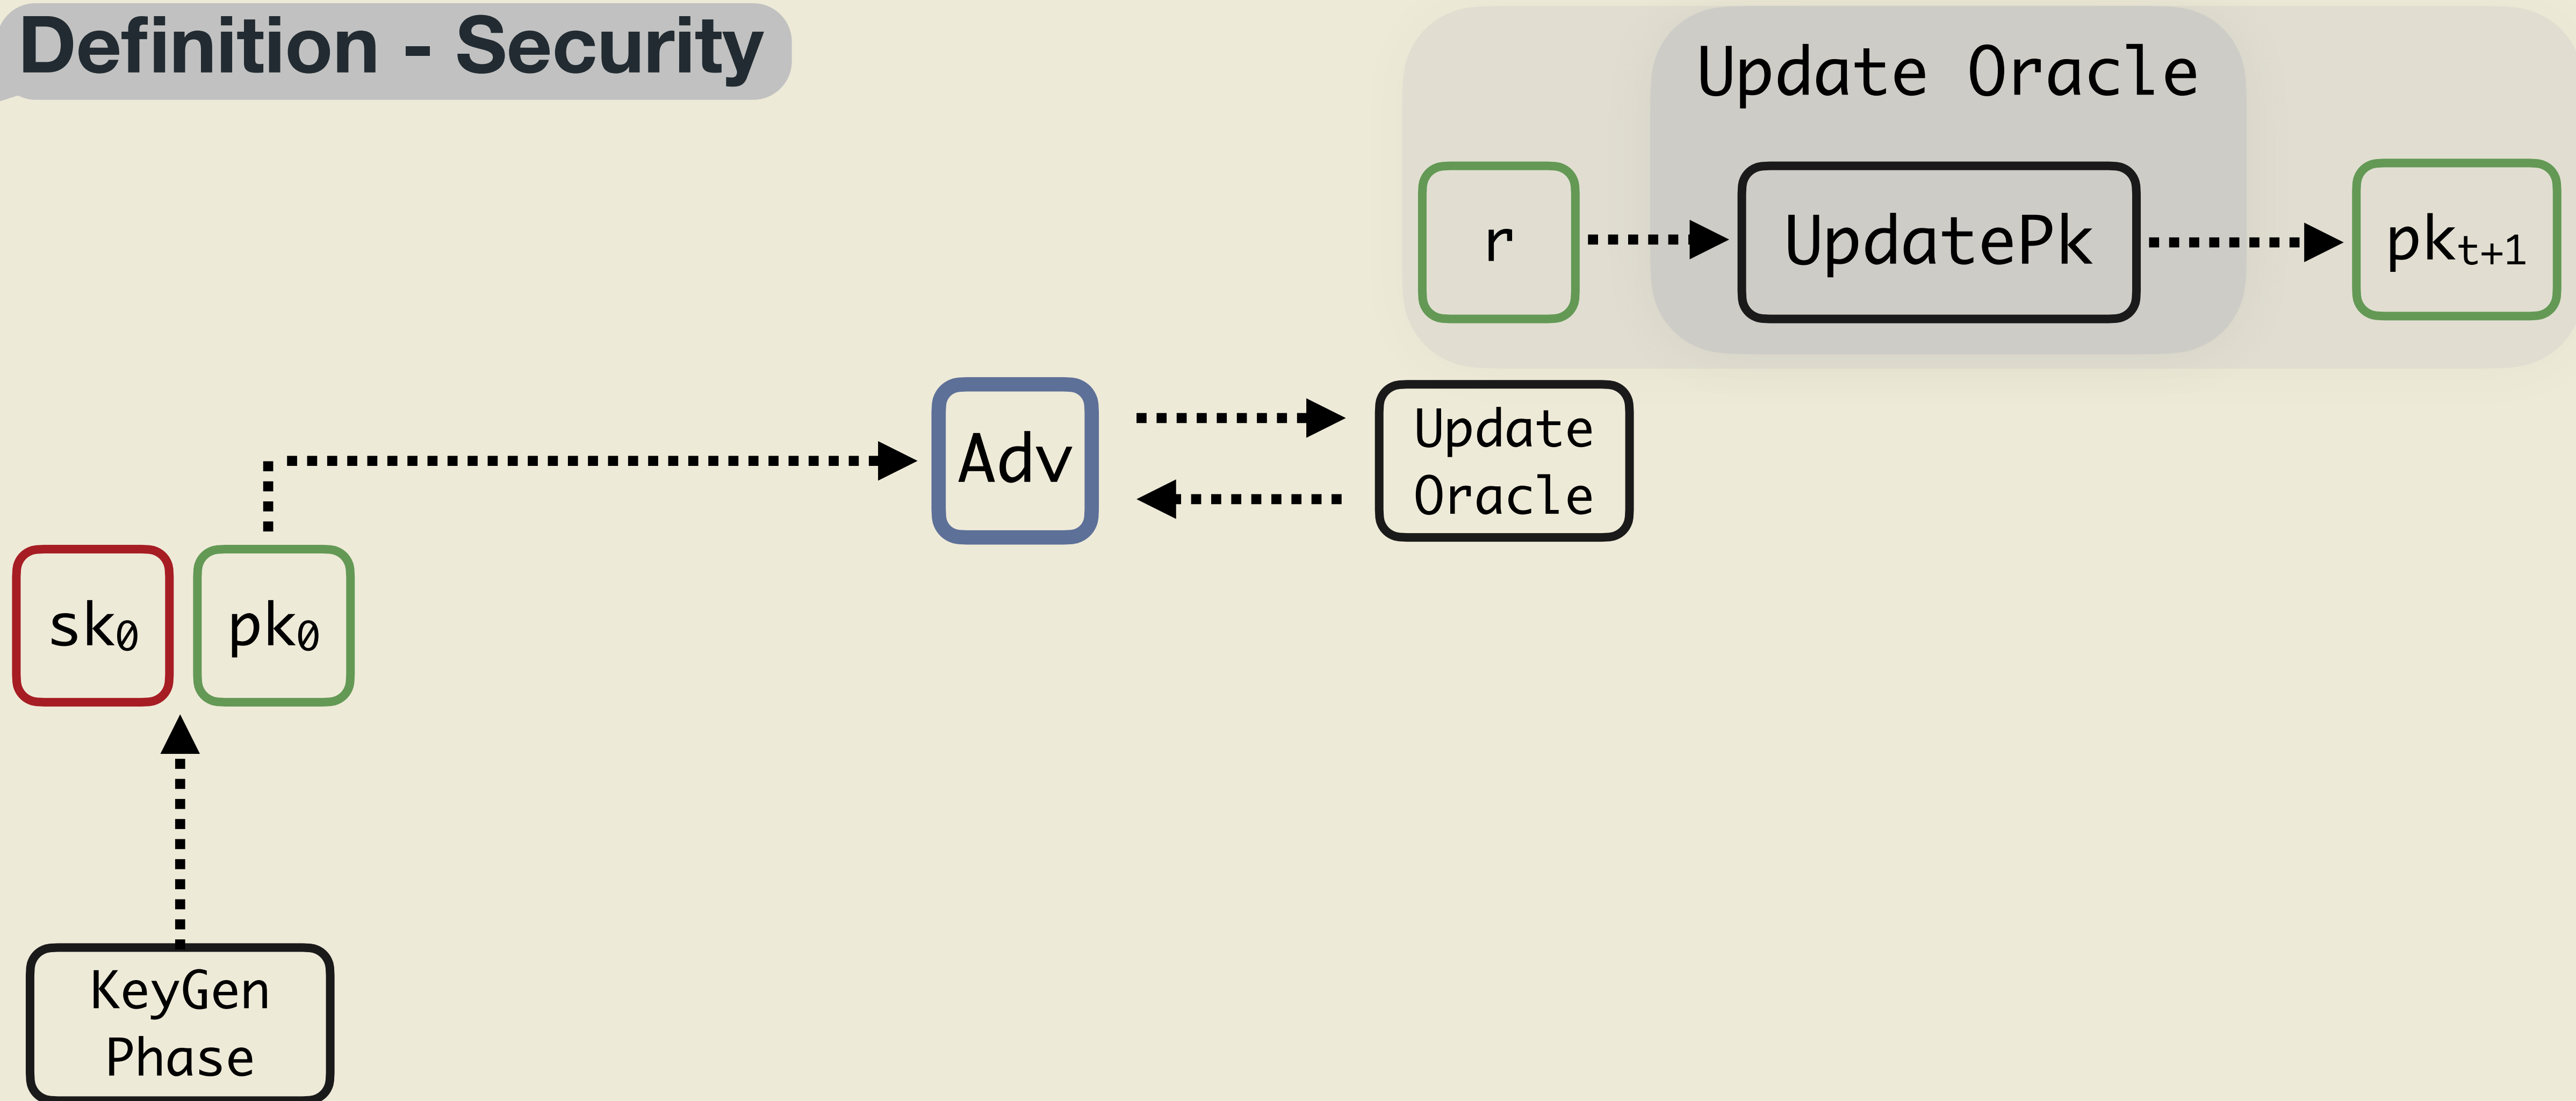 Definition - Security
Update Oracle
r
UpdatePk
pkt+1
Adv
Update
Oracle
sk0
pk0
KeyGen
Phase